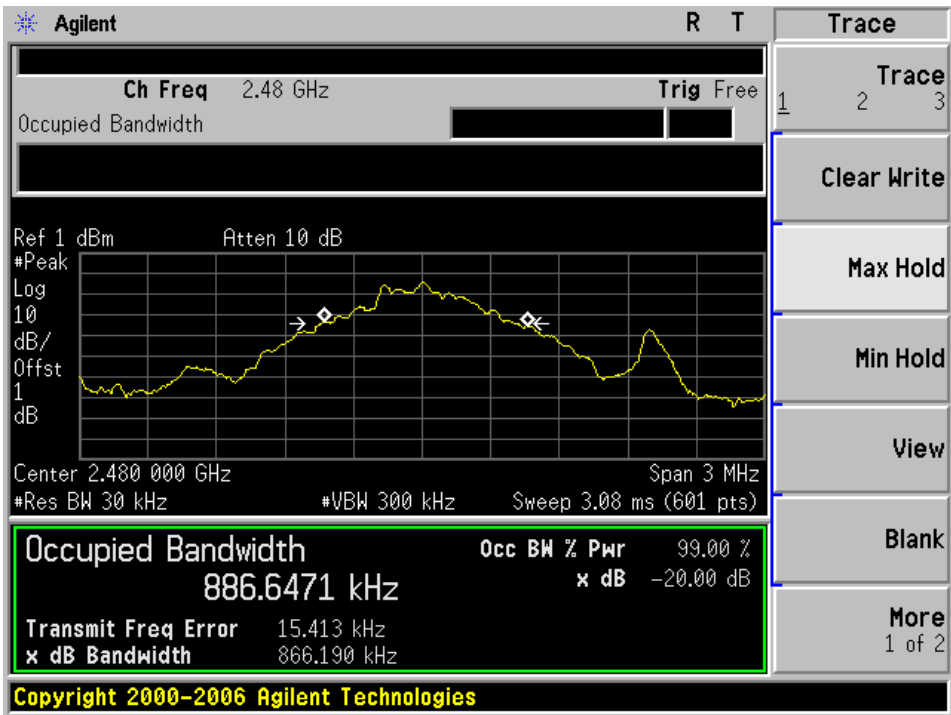 Agilent R T Trace
Ch Freq 2.48 GHz Trig Free
Occupied Bandwidth
Trace
1 2 3
Clear Write
Max Hold
Min Hold
View
Blank
More
1 of 2
Ref 1 dBm Atten 10 dB
#Peak
Log
10
dB/
Offst
1
dB
Center 2.480 000 GHz Span 3 MHz
#Res BW 30 kHz #VBW 300 kHz Sweep 3.08 ms (601 pts)
Occupied Bandwidth Occ BW % Pwr 99.00 %
886.6471 kHz x dB -20.00 dB
Transmit Freq Error 15.413 kHz
x dB Bandwidth 866.190 kHz
Copyright 2000-2006 Agilent Technologies